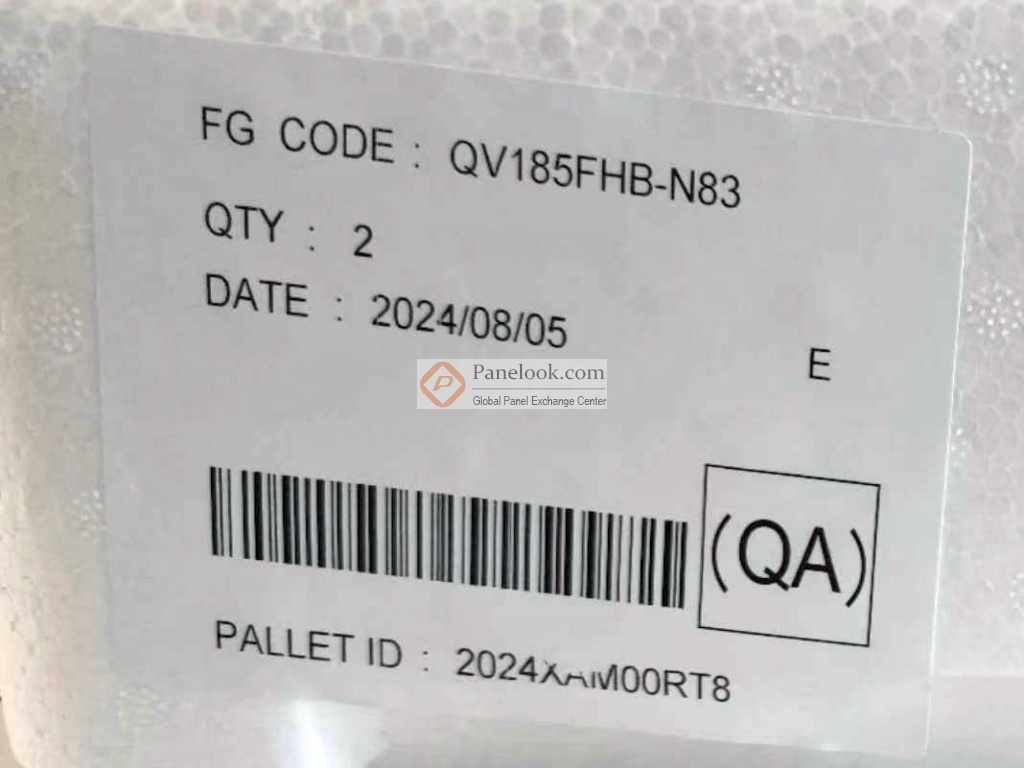 FG CODE : QV185FHB-N83
QTY : 2
DATE : 2024/08/05
E
Panelook.com
Global Panel Exchange Center
(QA)
PALLET ID : 2024XAM00RT8